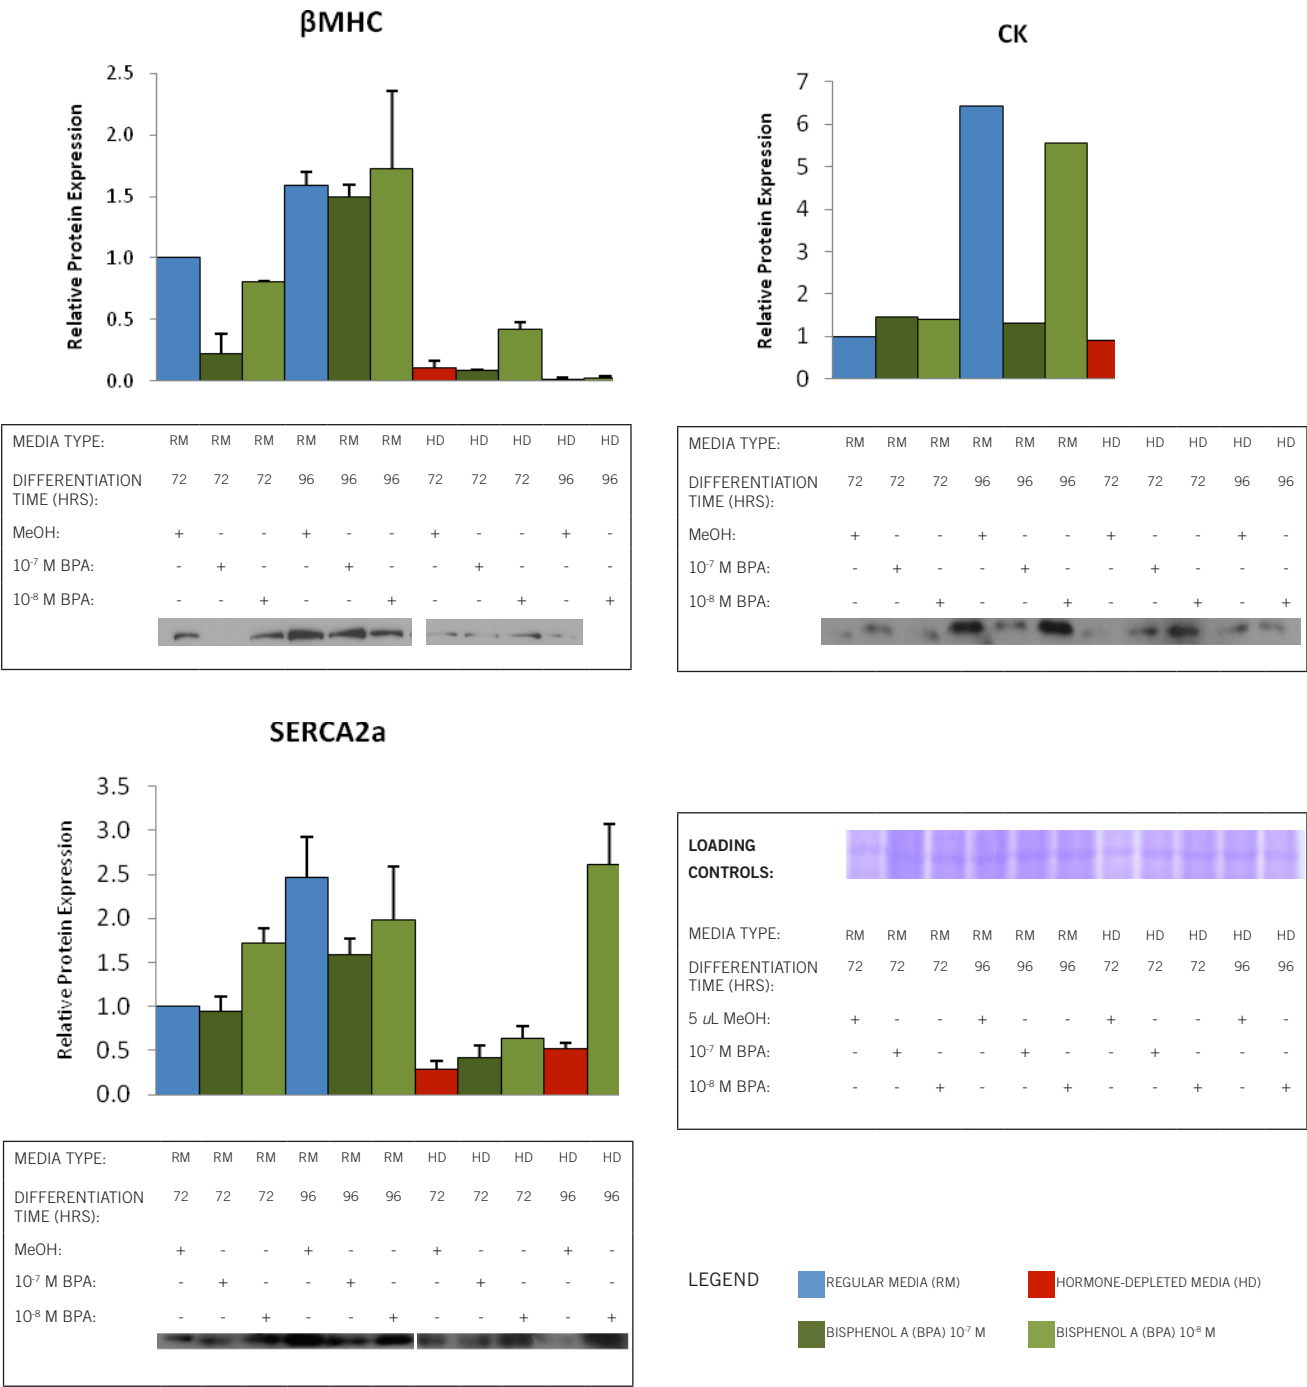 βMHC
Relative Protein Expression
2.5
2.0
1.5
1.0
0.5
0.0
MEDIA TYPE: RM RM RM RM RM RM HD HD HD HD HD
DIFFERENTIATION 72 72 72 96 96 96 72 72 72 96 96
TIME (HRS):
MeOH: + - - + - - + - - + -
10⁻⁷ M BPA: - + - - + - - + - - -
10⁻⁸ M BPA: - - + - - + - - + - +
CK
Relative Protein Expression
7
6
5
4
3
2
1
0
MEDIA TYPE: RM RM RM RM RM RM HD HD HD HD HD
DIFFERENTIATION 72 72 72 96 96 96 72 72 72 96 96
TIME (HRS):
MeOH: + - - + - - + - - + -
10⁻⁷ M BPA: - + - - + - - + - - -
10⁻⁸ M BPA: - - + - - + - - + - +
SERCA2a
Relative Protein Expression
3.5
3.0
2.5
2.0
1.5
1.0
0.5
0.0
MEDIA TYPE: RM RM RM RM RM RM HD HD HD HD HD
DIFFERENTIATION 72 72 72 96 96 96 72 72 72 96 96
TIME (HRS):
MeOH: + - - + - - + - - + -
10⁻⁷ M BPA: - + - - + - - + - - -
10⁻⁸ M BPA: - - + - - + - - + - +
LOADING
CONTROLS:
MEDIA TYPE: RM RM RM RM RM RM HD HD HD HD HD
DIFFERENTIATION 72 72 72 96 96 96 72 72 72 96 96
TIME (HRS):
5 uL MeOH: + - - + - - + - - + -
10⁻⁷ M BPA: - + - - + - - + - - -
10⁻⁸ M BPA: - - + - - + - - + - +
LEGEND
REGULAR MEDIA (RM)
HORMONE-DEPLETED MEDIA (HD)
BISPHENOL A (BPA) 10⁻⁷ M
BISPHENOL A (BPA) 10⁻⁸ M